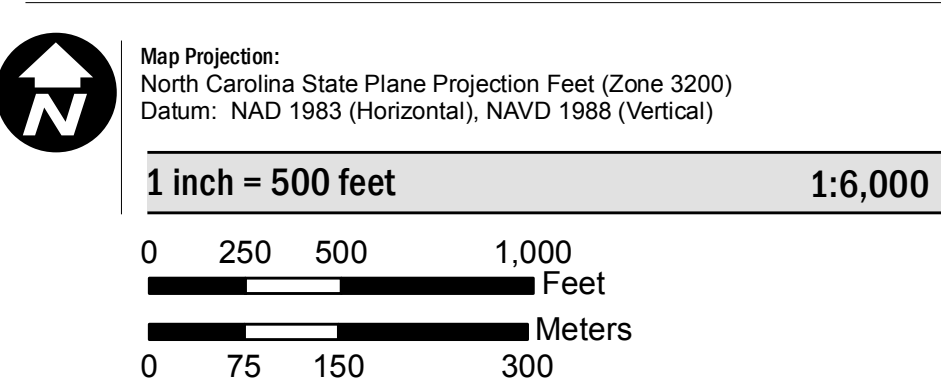 N
Map Projection:
North Carolina State Plane Projection Feet (Zone 3200)
Datum: NAD 1983 (Horizontal), NAVD 1988 (Vertical)
1 inch = 500 feet 1:6,000
0 250 500 1,000
Feet
Meters
0 75 150 300